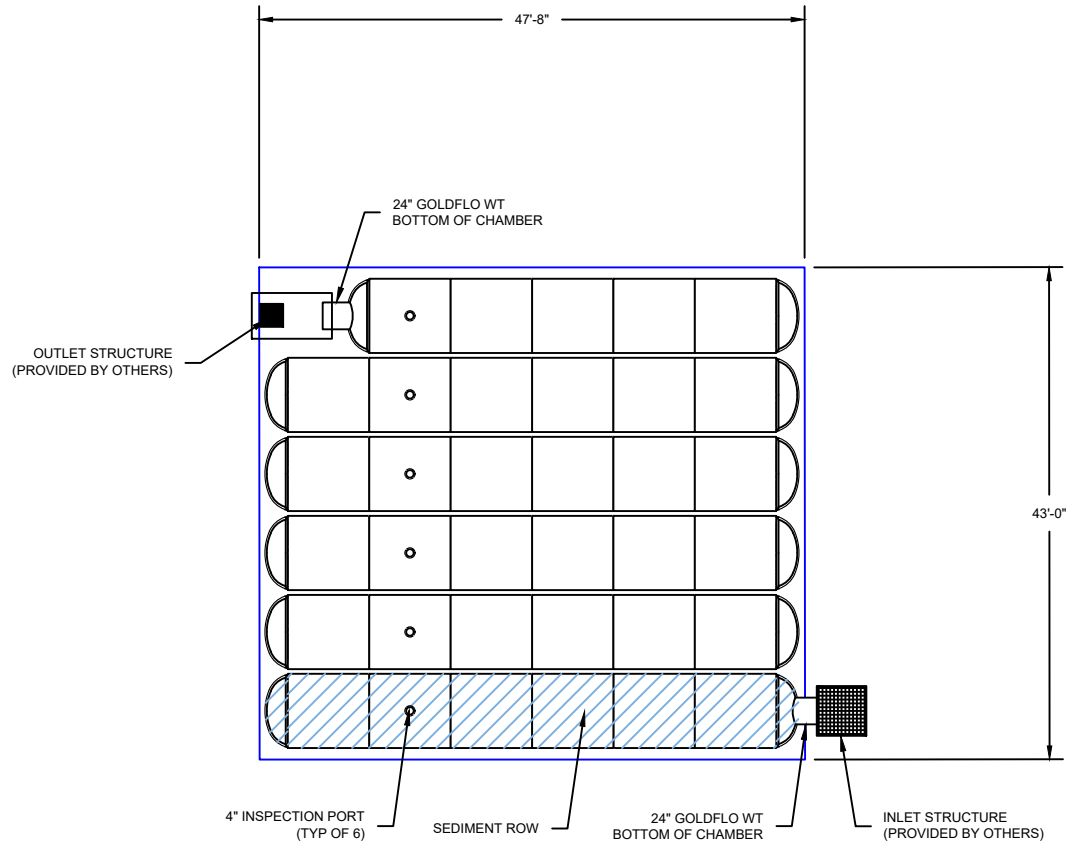 47'-8"
24" GOLDFLO WT
BOTTOM OF CHAMBER
OUTLET STRUCTURE
(PROVIDED BY OTHERS)
43'-0"
4" INSPECTION PORT
(TYP OF 6)
SEDIMENT ROW
24" GOLDFLO WT
BOTTOM OF CHAMBER
INLET STRUCTURE
(PROVIDED BY OTHERS)